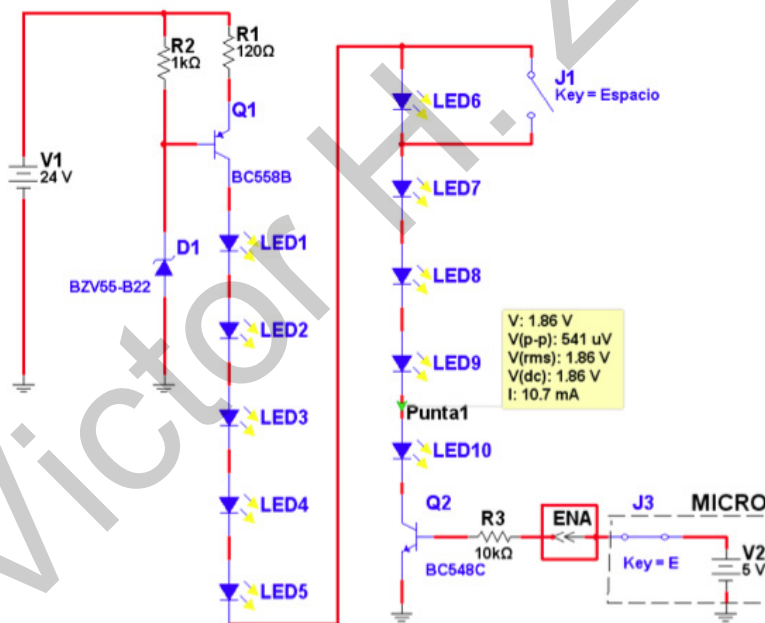 R2
1kΩ
R1
120Ω
Q1
BC558B
V1
24 V
D1
BZV55-B22
LED1
LED2
LED3
LED4
LED5
LED6
J1
Key = Espacio
LED7
LED8
LED9
V: 1.86 V
V(p-p): 541 uV
V(rms): 1.86 V
V(dc): 1.86 V
I: 10.7 mA
Punta1
LED10
Q2
BC548C
R3
10kΩ
ENA
J3
Key = E
MICRO
V2
5 V
Victor H.